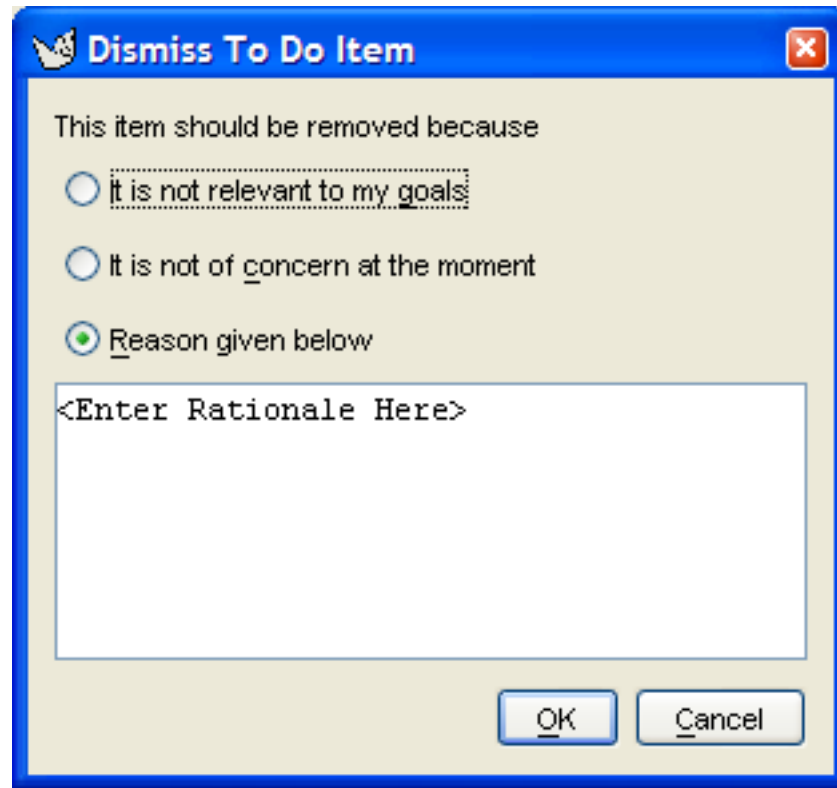 Dismiss To Do Item
This item should be removed because
It is not relevant to my goals
It is not of concern at the moment
Reason given below
<Enter Rationale Here>
OK
Cancel